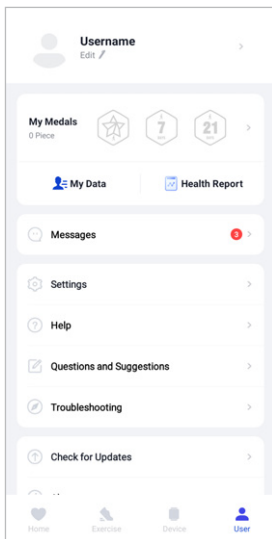 Username
Edit
My Medals
0 Piece
7
21
My Data
Health Report
Messages
3
Settings
Help
Questions and Suggestions
Troubleshooting
Check for Updates
Home
Exercise
Device
User